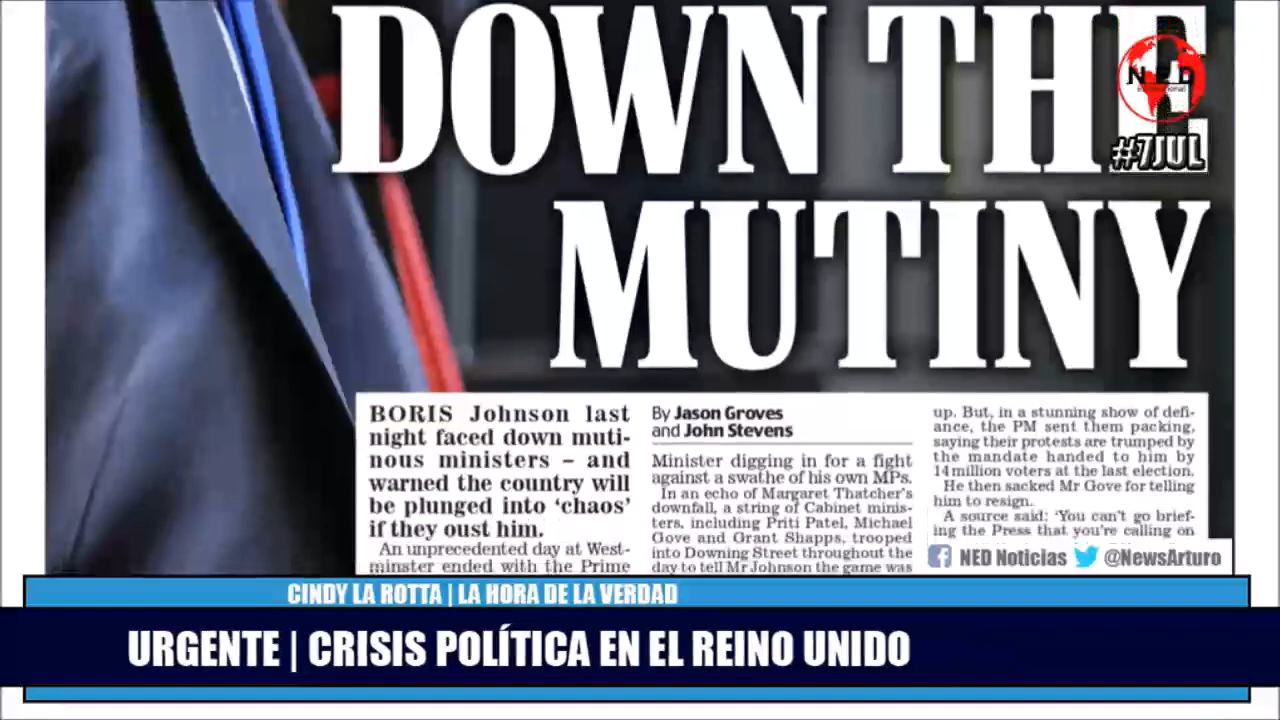 DOWN THE
MUTINY
NED
international
#7JUL
BORIS Johnson last
night faced down muti-
nous ministers – and
warned the country will
be plunged into ‘chaos’
if they oust him.
An unprecedented day at West-
minster ended with the Prime
By Jason Groves
and John Stevens
Minister digging in for a fight
against a swathe of his own MPs.
In an echo of Margaret Thatcher's
downfall, a string of Cabinet minis-
ters, including Priti Patel, Michael
Gove and Grant Shapps, trooped
into Downing Street throughout the
day to tell Mr Johnson the game was
up. But, in a stunning show of defi-
ance, the PM sent them packing,
saying their protests are trumped by
the mandate handed to him by
14million voters at the last election.
He then sacked Mr Gove for telling
him to resign.
A source said: ‘You can't go brief-
ing the Press that you're calling on
NED Noticias @NewsArturo
CINDY LA ROTTA | LA HORA DE LA VERDAD
URGENTE | CRISIS POLÍTICA EN EL REINO UNIDO